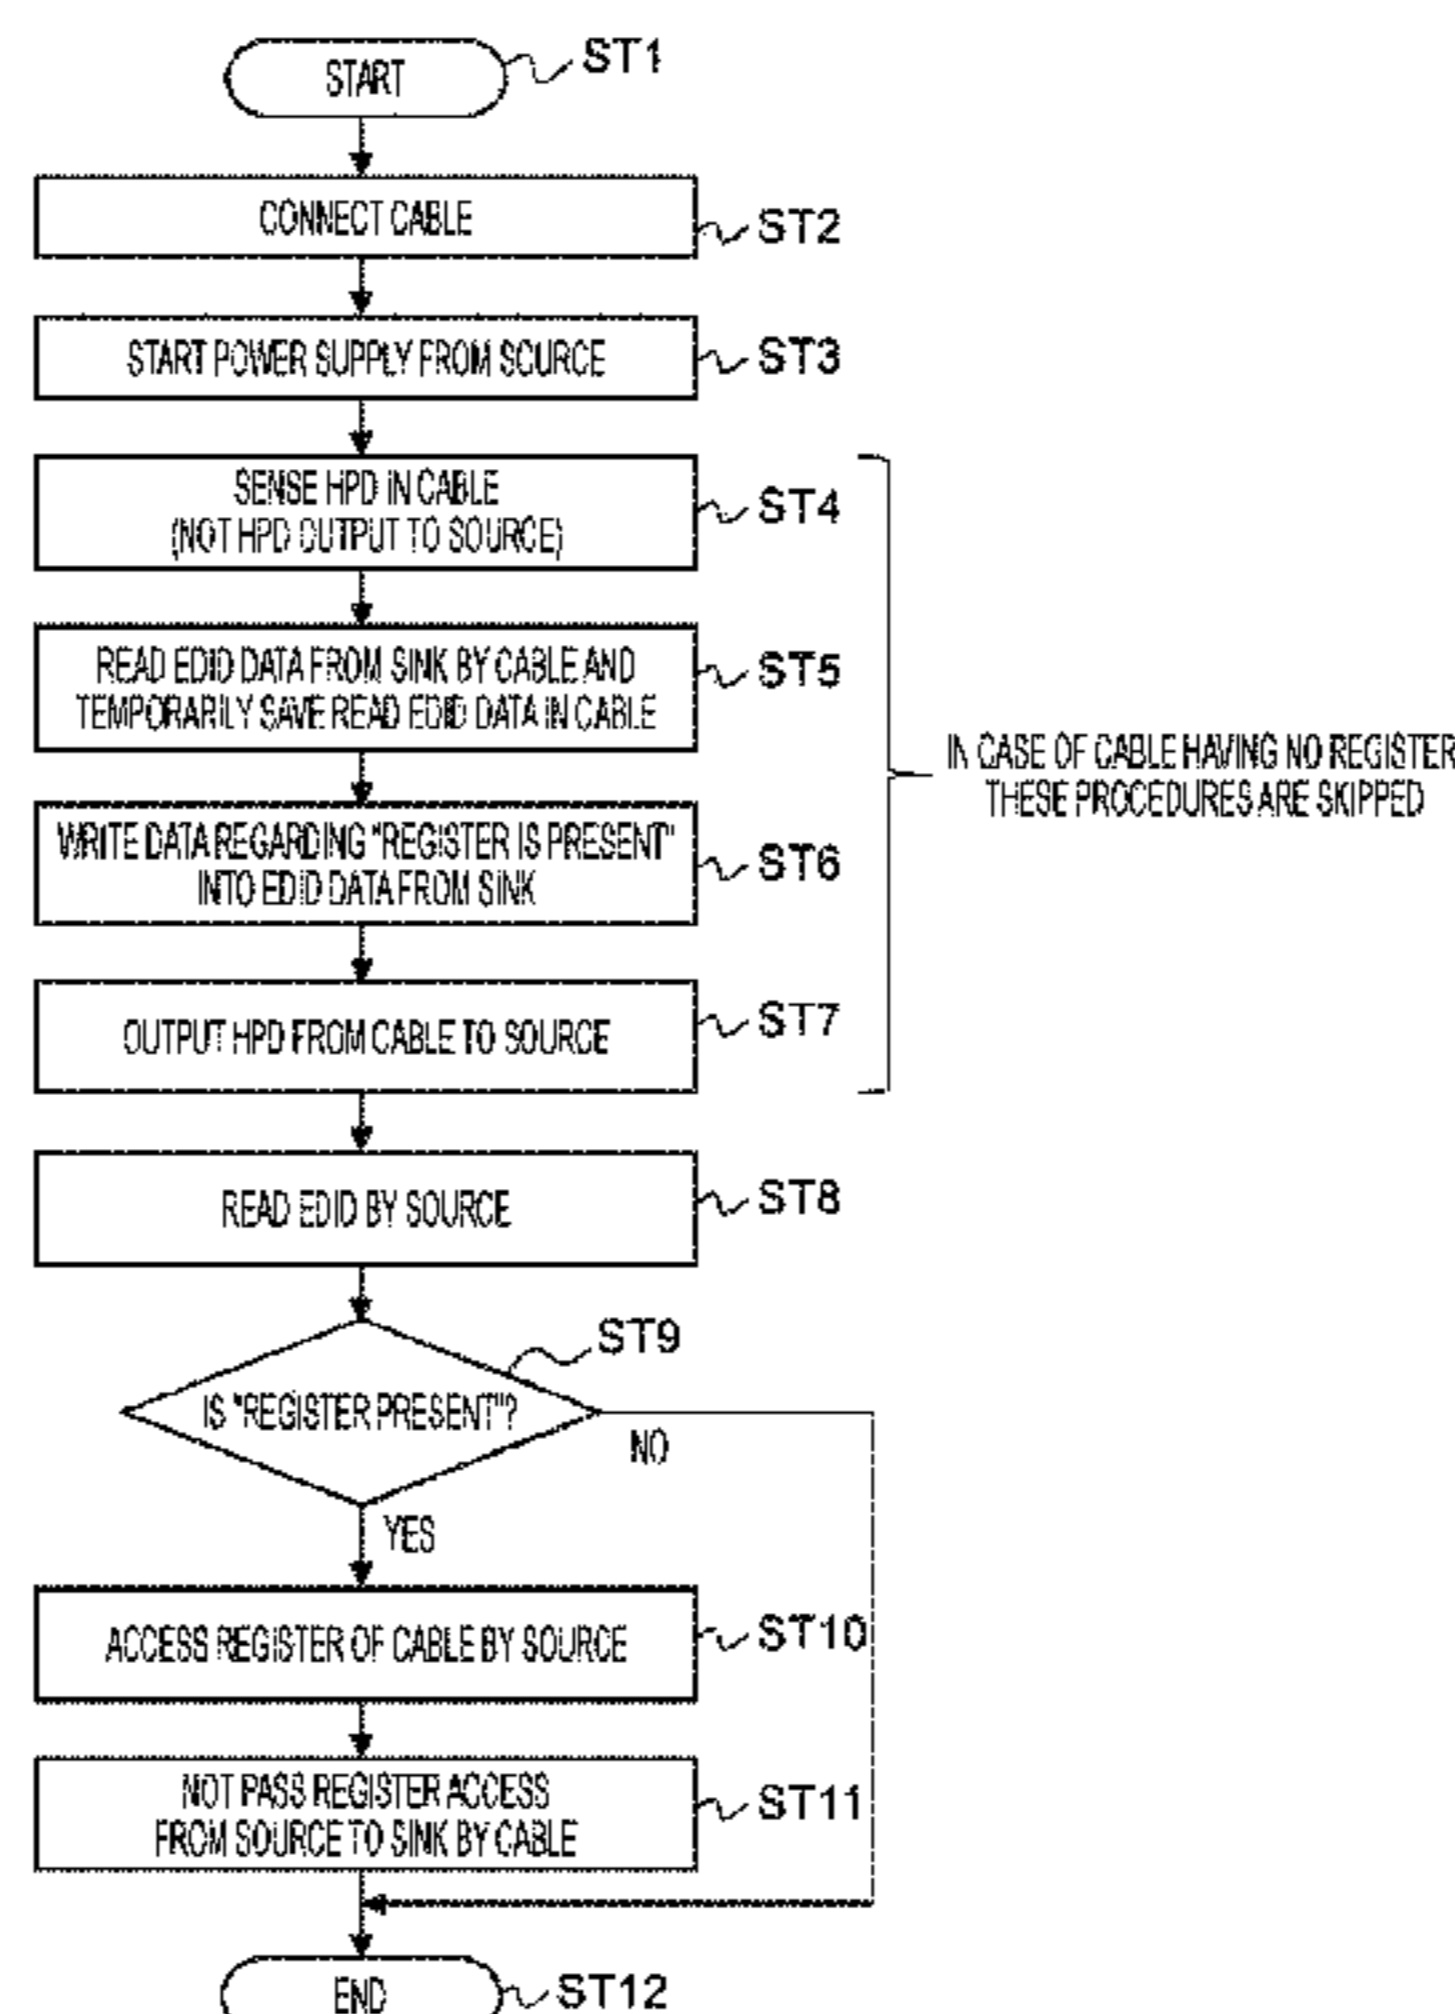 START
ST1
CONNECT CABLE
ST2
START POWER SUPPLY FROM SOURCE
ST3
SENSE HPD IN CABLE
(NOT HPD OUTPUT TO SOURCE)
ST4
READ EDID DATA FROM SINK BY CABLE AND
TEMPORARILY SAVE READ EDID DATA IN CABLE
ST5
IN CASE OF CABLE HAVING NO REGISTER
THESE PROCEDURES ARE SKIPPED
WRITE DATA REGARDING "REGISTER IS PRESENT"
INTO EDID DATA FROM SINK
ST6
OUTPUT HPD FROM CABLE TO SOURCE
ST7
READ EDID BY SOURCE
ST8
ST9
IS "REGISTER PRESENT"?
NO
YES
ACCESS REGISTER OF CABLE BY SOURCE
ST10
NOT PASS REGISTER ACCESS
FROM SOURCE TO SINK BY CABLE
ST11
END
ST12